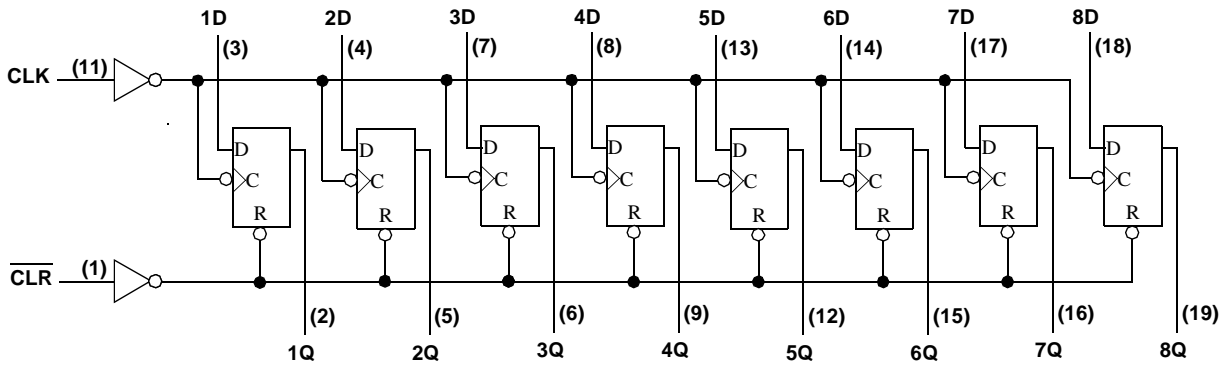 1D 2D 3D 4D 5D 6D 7D 8D
(3) (4) (7) (8) (13) (14) (17) (18)
CLK (11)
D D D D D D D D
C C C C C C C C
R R R R R R R R
CLR (1)
(2) (5) (6) (9) (12) (15) (16) (19)
1Q 2Q 3Q 4Q 5Q 6Q 7Q 8Q